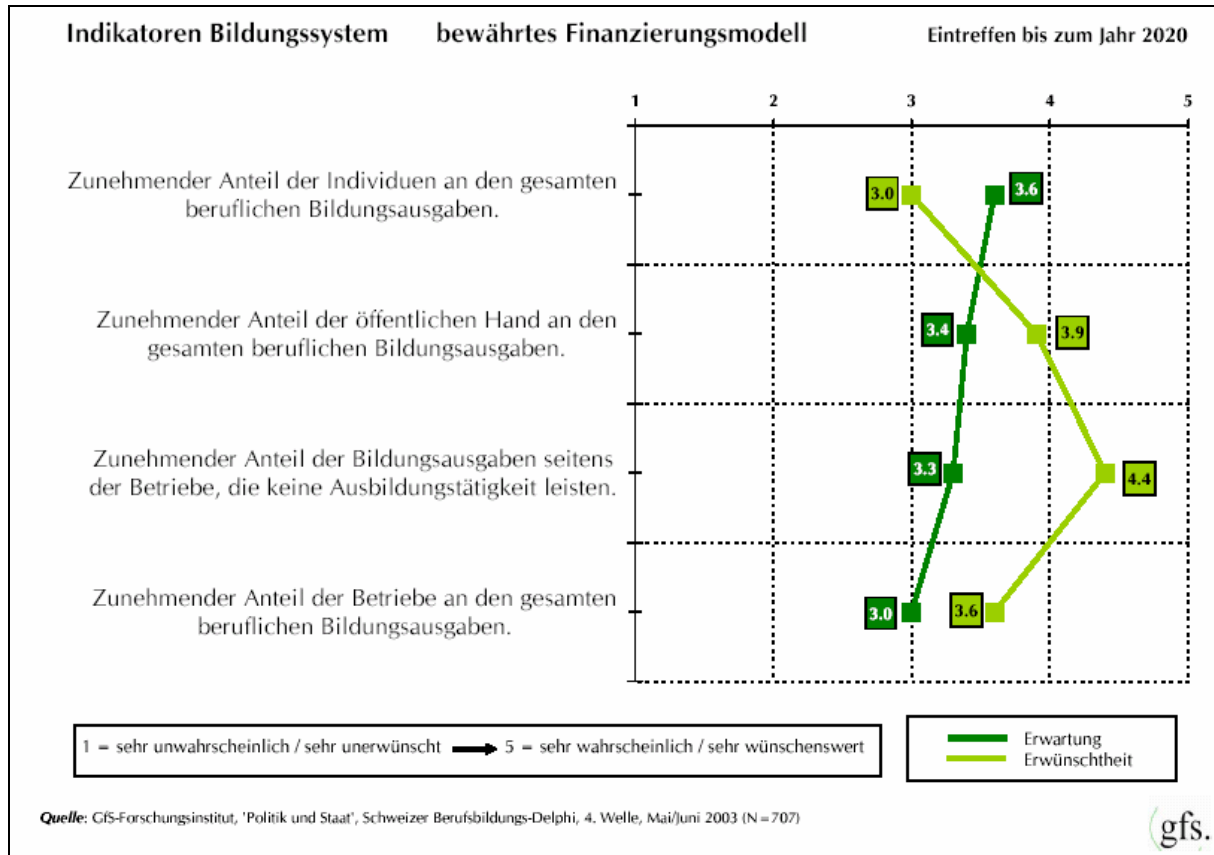 Indikatoren Bildungssystem bewährtes Finanzierungsmodell Eintreffen bis zum Jahr 2020
1 2 3 4 5
Zunehmender Anteil der Individuen an den gesamten
beruflichen Bildungsausgaben.
3.0 3.6
Zunehmender Anteil der öffentlichen Hand an den
gesamten beruflichen Bildungsausgaben.
3.4 3.9
Zunehmender Anteil der Bildungsausgaben seitens
der Betriebe, die keine Ausbildungstätigkeit leisten.
3.3 4.4
Zunehmender Anteil der Betriebe an den gesamten
beruflichen Bildungsausgaben.
3.0 3.6
1 = sehr unwahrscheinlich / sehr unerwünscht → 5 = sehr wahrscheinlich / sehr wünschenswert
Erwartung
Erwünschtheit
Quelle: GfS-Forschungsinstitut, 'Politik und Staat', Schweizer Berufsbildungs-Delphi, 4. Welle, Mai/Juni 2003 (N=707)
gfs.